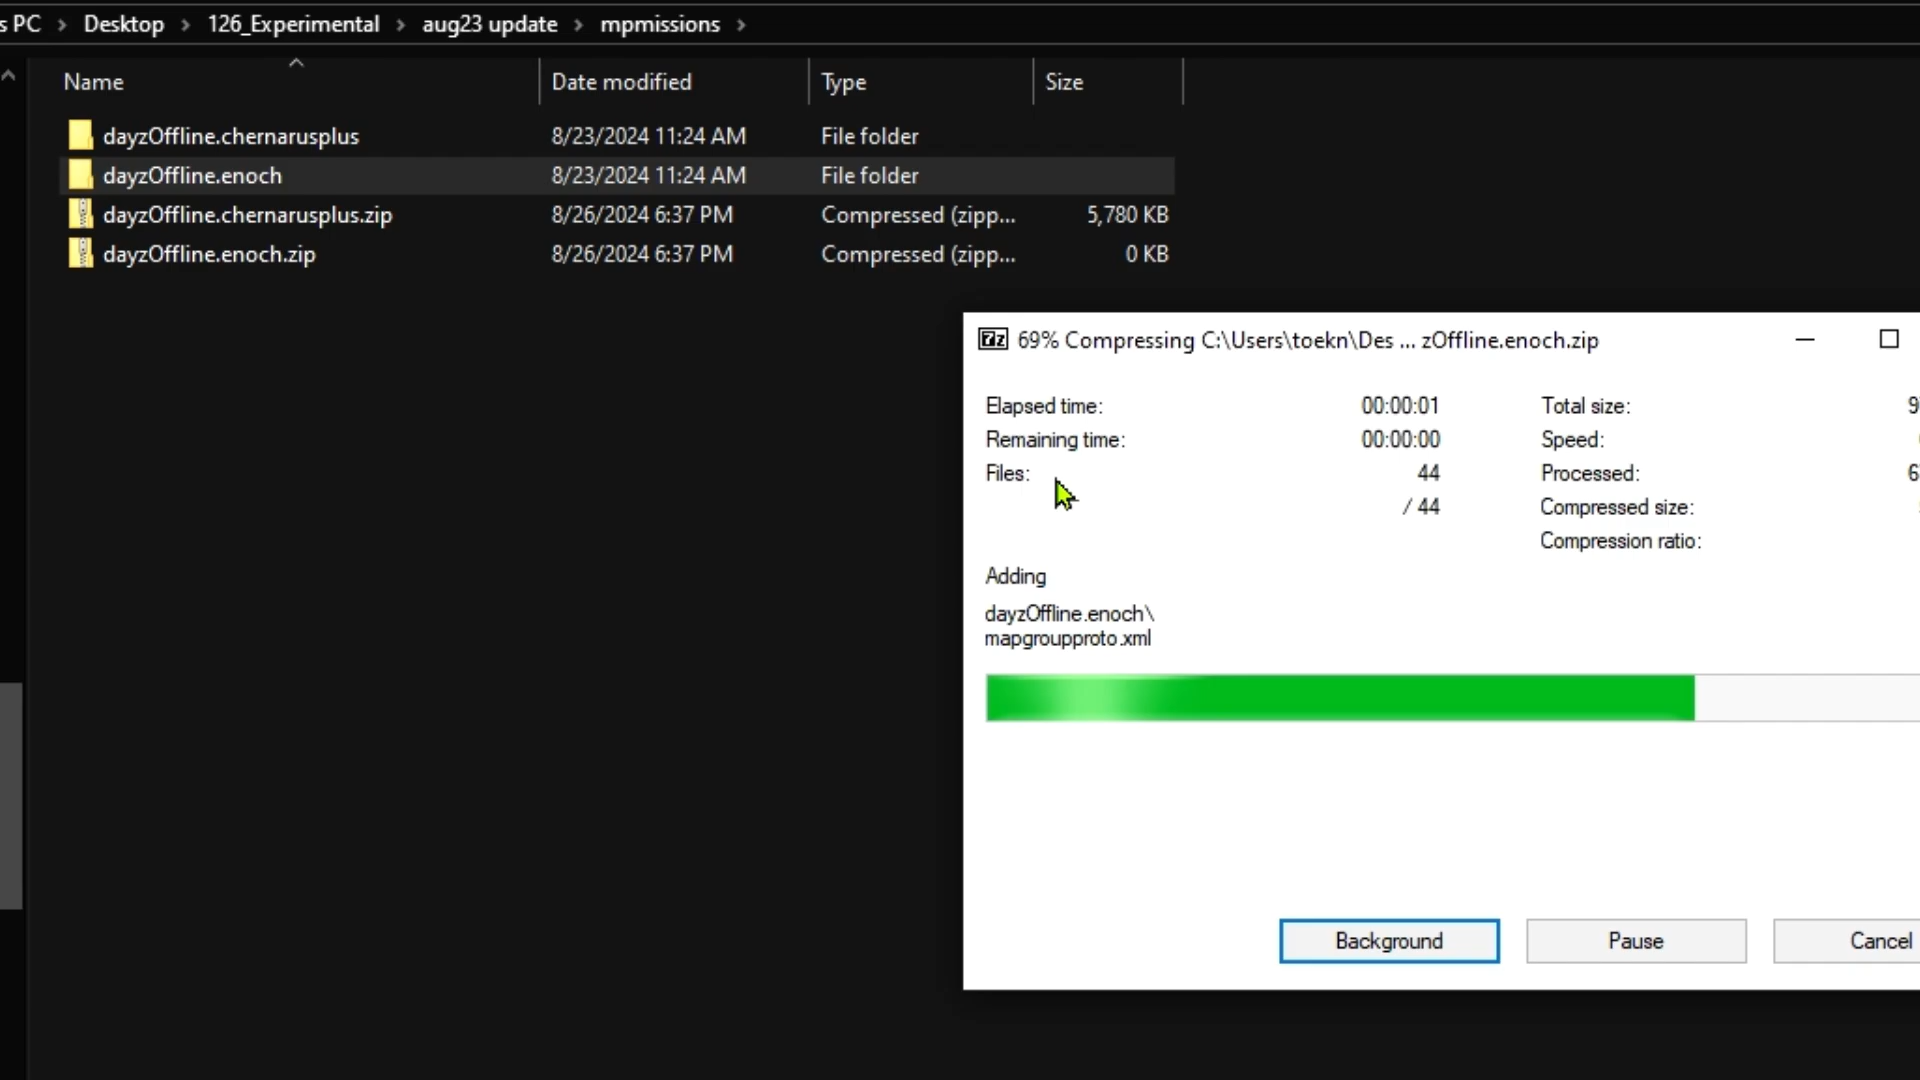 s PC > Desktop > 126_Experimental > aug23 update > mpmissions >
Name Date modified Type Size
dayzOffline.chernarusplus 8/23/2024 11:24 AM File folder
dayzOffline.enoch 8/23/2024 11:24 AM File folder
dayzOffline.chernarusplus.zip 8/26/2024 6:37 PM Compressed (zipp... 5,780 KB
dayzOffline.enoch.zip 8/26/2024 6:37 PM Compressed (zipp... 0 KB
7z 69% Compressing C:\Users\toekn\Des ... zOffline.enoch.zip
Elapsed time: 00:00:01 Total size: 9
Remaining time: 00:00:00 Speed:
Files: 44 Processed: 6
/ 44 Compressed size:
Compression ratio:
Adding
dayzOffline.enoch\
mapgroupproto.xml
Background Pause Cancel